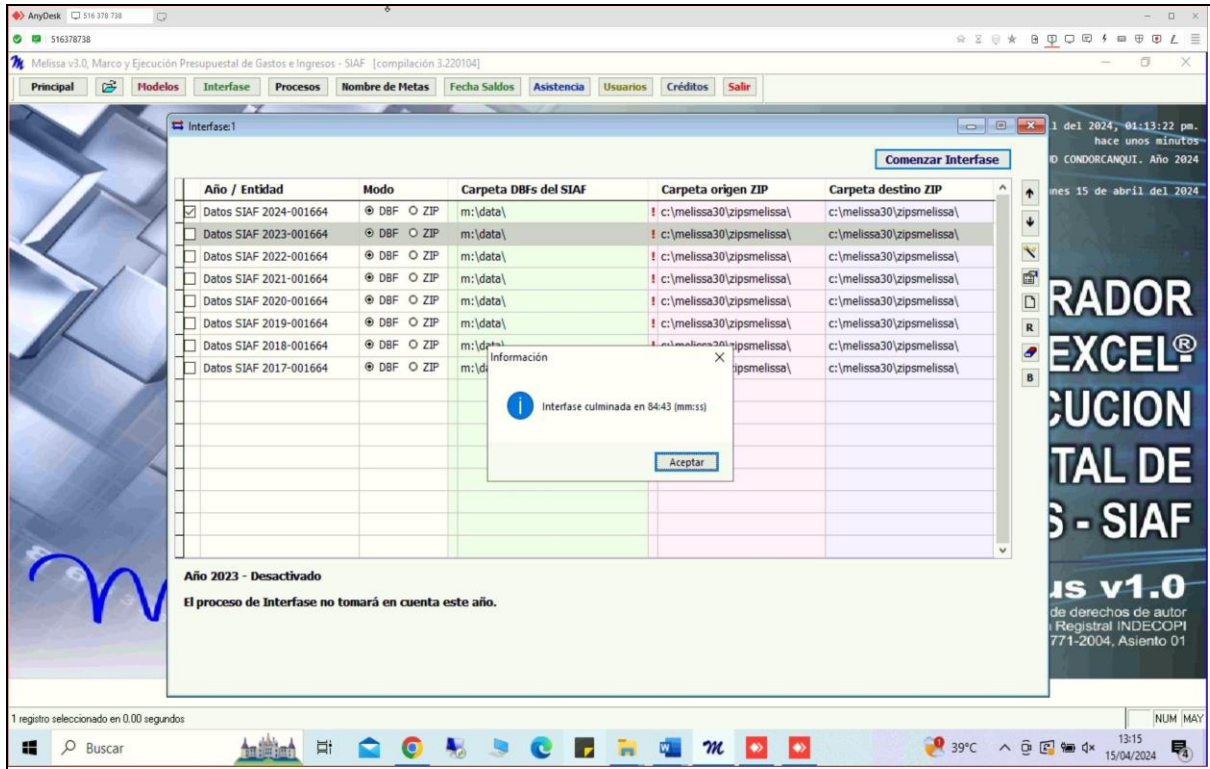 AnyDesk 516 378 738
516378738
Melissa v3.0, Marco y Ejecución Presupuestal de Gastos e Ingresos - SIAF [compilación 3.220104]
Principal Modelos Interfase Procesos Nombre de Metas Fecha Saldos Asistencia Usuarios Créditos Salir
Interfase:1
del 2024, 01:13:22 pm.
hace unos minutos
CONDORCANQUI. Año 2024
15 de abril del 2024
Comenzar Interfase
Año / Entidad Modo Carpeta DBFs del SIAF Carpeta origen ZIP Carpeta destino ZIP
Datos SIAF 2024-001664 DBF ZIP m:\data\ ! c:\melissa30\zipsmelissa\ c:\melissa30\zipsmelissa\
Datos SIAF 2023-001664 DBF ZIP m:\data\ ! c:\melissa30\zipsmelissa\ c:\melissa30\zipsmelissa\
Datos SIAF 2022-001664 DBF ZIP m:\data\ ! c:\melissa30\zipsmelissa\ c:\melissa30\zipsmelissa\
Datos SIAF 2021-001664 DBF ZIP m:\data\ ! c:\melissa30\zipsmelissa\ c:\melissa30\zipsmelissa\
Datos SIAF 2020-001664 DBF ZIP m:\data\ ! c:\melissa30\zipsmelissa\ c:\melissa30\zipsmelissa\
Datos SIAF 2019-001664 DBF ZIP m:\data\ ! c:\melissa30\zipsmelissa\ c:\melissa30\zipsmelissa\
Datos SIAF 2018-001664 DBF ZIP c:\melissa30\zipsmelissa\
Datos SIAF 2017-001664 DBF ZIP c:\melissa30\zipsmelissa\
R
B
Información
Interfase culminada en 84:43 (mm:ss)
Aceptar
RADOR
EXCEL®
CUCION
TAL DE
S - SIAF
us v1.0
de derechos de autor
Registral INDECOPI
771-2004, Asiento 01
Año 2023 - Desactivado
El proceso de Interfase no tomará en cuenta este año.
1 registro seleccionado en 0.00 segundos
NUM MAY
Buscar
39°C
13:15
15/04/2024